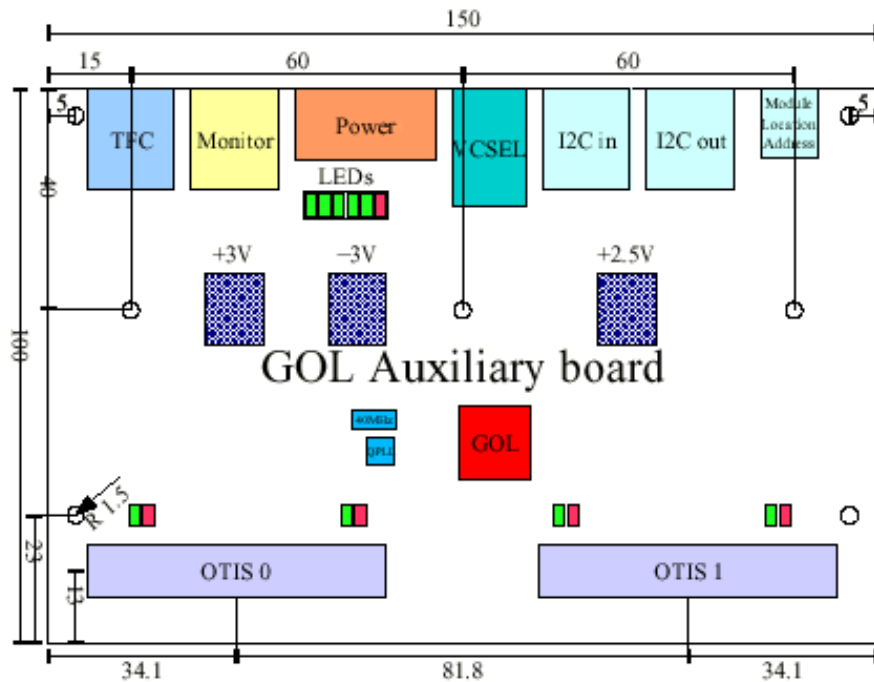 150
15
60
60
5
5
TFC
Monitor
Power
VCSEL
I2C in
I2C out
Module
Location
Address
LEDs
40
+3V
−3V
+2.5V
100
GOL Auxiliary board
40MHz
QPLL
GOL
R 1.5
23
13
OTIS 0
OTIS 1
34.1
81.8
34.1